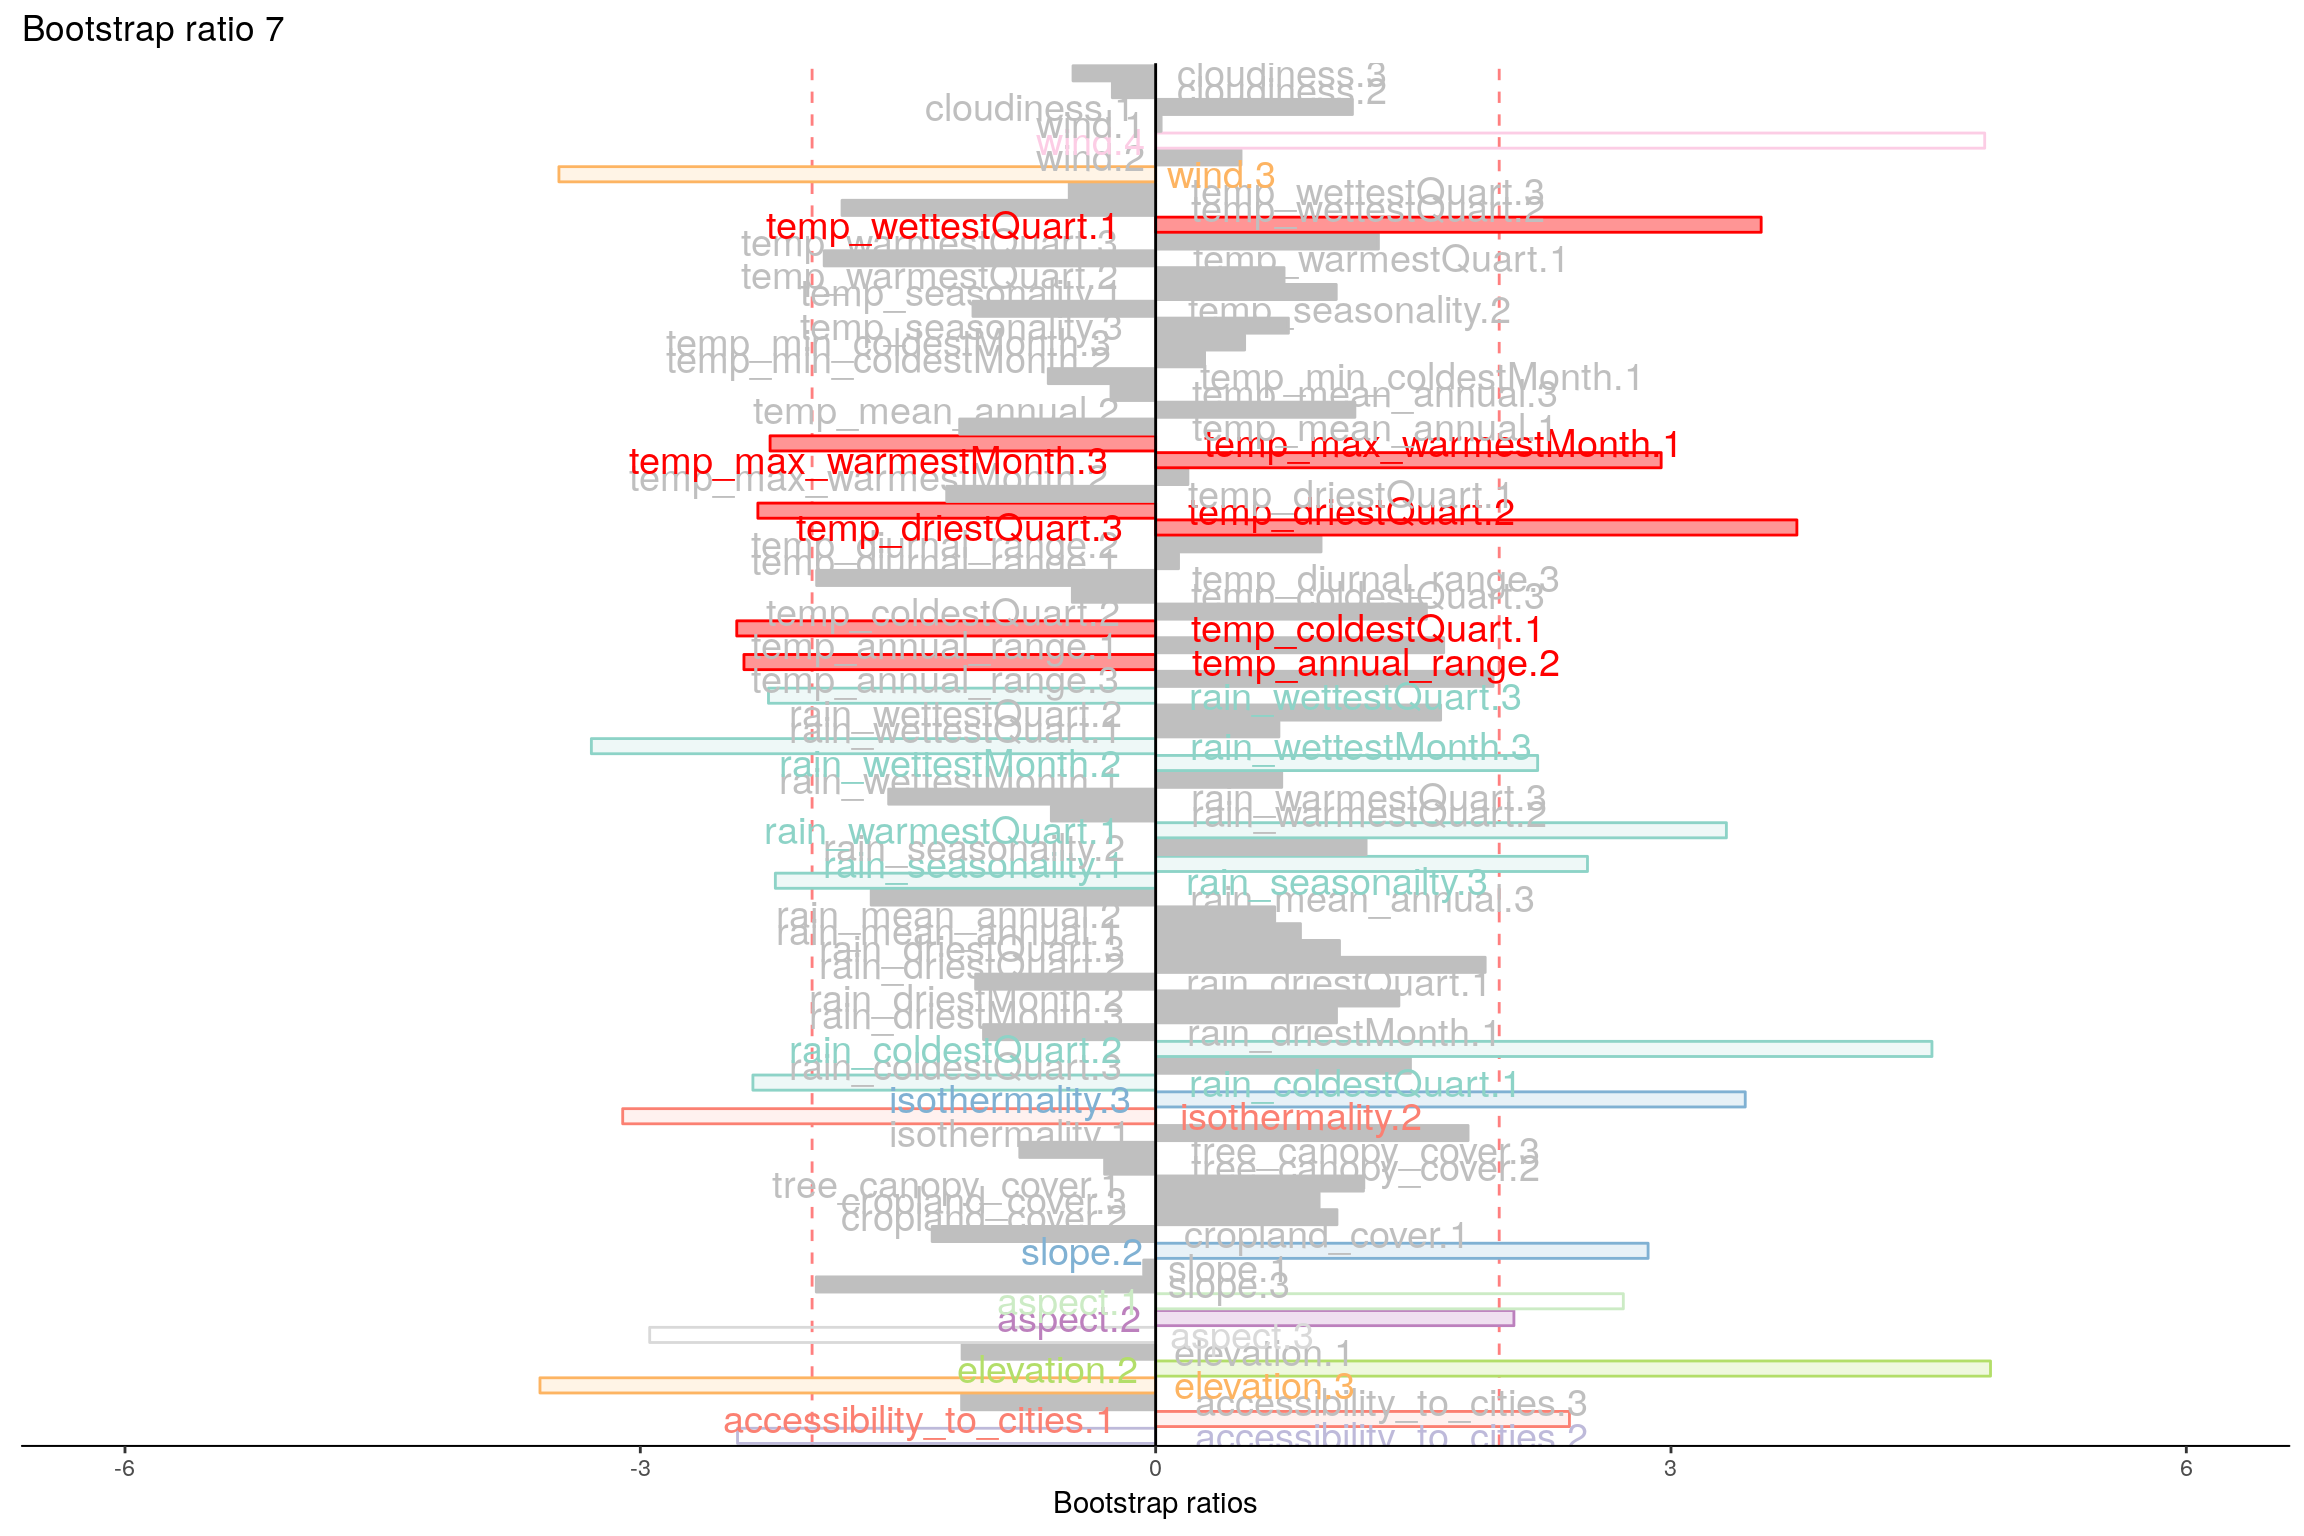 Bootstrap ratio 7
cloudiness.3
cloudiness.2
cloudiness.1
wind.1
wind.4
wind.2
wind.3
temp_wettestQuart.3
temp_wettestQuart.2
temp_wettestQuart.1
temp_warmestQuart.3
temp_warmestQuart.1
temp_warmestQuart.2
temp_seasonality.1
temp_seasonality.2
temp_seasonality.3
temp_min_coldestMonth.3
temp_min_coldestMonth.2
temp_min_coldestMonth.1
temp_mean_annual.3
temp_mean_annual.2
temp_mean_annual.1
temp_max_warmestMonth.1
temp_max_warmestMonth.3
temp_max_warmestMonth.2
temp_driestQuart.1
temp_driestQuart.2
temp_driestQuart.3
temp_diurnal_range.2
temp_diurnal_range.1
temp_diurnal_range.3
temp_coldestQuart.3
temp_coldestQuart.2
temp_coldestQuart.1
temp_annual_range.1
temp_annual_range.2
temp_annual_range.3
rain_wettestQuart.3
rain_wettestQuart.2
rain_wettestQuart.1
rain_wettestMonth.3
rain_wettestMonth.2
rain_wettestMonth.1
rain_warmestQuart.3
rain_warmestQuart.2
rain_warmestQuart.1
rain_seasonailty.2
rain_seasonailty.1
rain_seasonailty.3
rain_mean_annual.3
rain_mean_annual.2
rain_mean_annual.1
rain_driestQuart.3
rain_driestQuart.2
rain_driestQuart.1
rain_driestMonth.2
rain_driestMonth.3
rain_driestMonth.1
rain_coldestQuart.2
rain_coldestQuart.3
rain_coldestQuart.1
isothermality.3
isothermality.2
isothermality.1
tree_canopy_cover.3
tree_canopy_cover.2
tree_canopy_cover.1
cropland_cover.3
cropland_cover.2
cropland_cover.1
slope.2
slope.1
slope.3
aspect.1
aspect.2
aspect.3
elevation.1
elevation.2
elevation.3
accessibility_to_cities.3
accessibility_to_cities.1
accessibility_to_cities.2
-6 -3 0 3 6
Bootstrap ratios